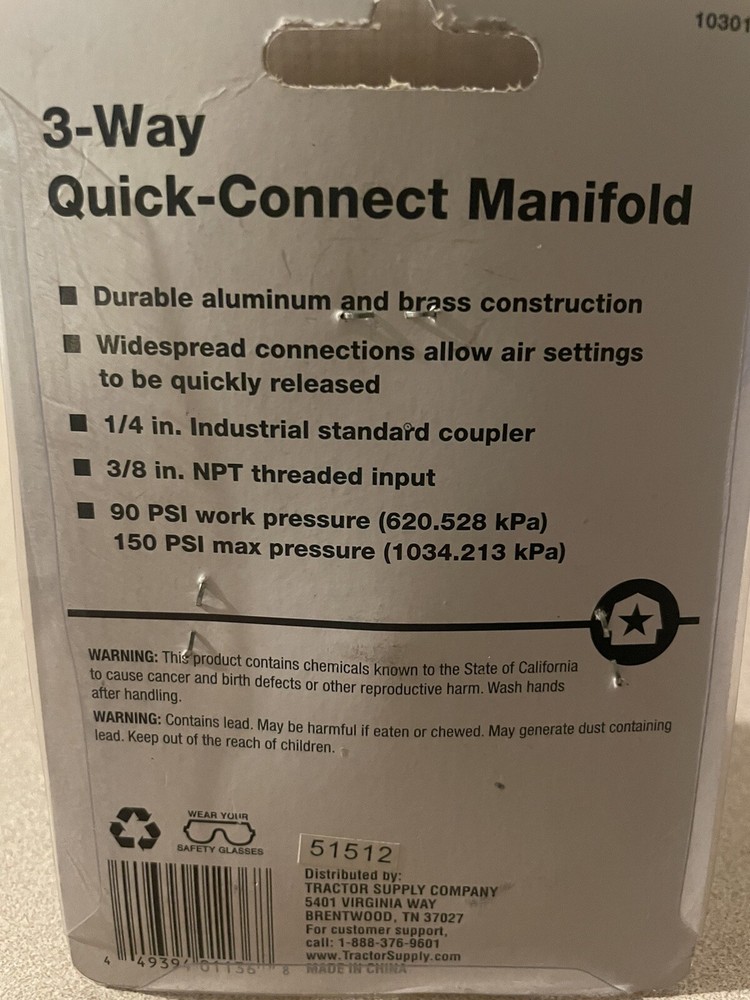 10301
3-Way
Quick-Connect Manifold
■ Durable aluminum and brass construction
■ Widespread connections allow air settings
to be quickly released
■ 1/4 in. Industrial standard coupler
■ 3/8 in. NPT threaded input
■ 90 PSI work pressure (620.528 kPa)
150 PSI max pressure (1034.213 kPa)
WARNING: This product contains chemicals known to the State of California
to cause cancer and birth defects or other reproductive harm. Wash hands
after handling.
WARNING: Contains lead. May be harmful if eaten or chewed. May generate dust containing
lead. Keep out of the reach of children.
WEAR YOUR
SAFETY GLASSES
51512
Distributed by:
TRACTOR SUPPLY COMPANY
5401 VIRGINIA WAY
BRENTWOOD, TN 37027
For customer support,
call: 1-888-376-9601
www.TractorSupply.com
MADE IN CHINA
4 49394 01136 8